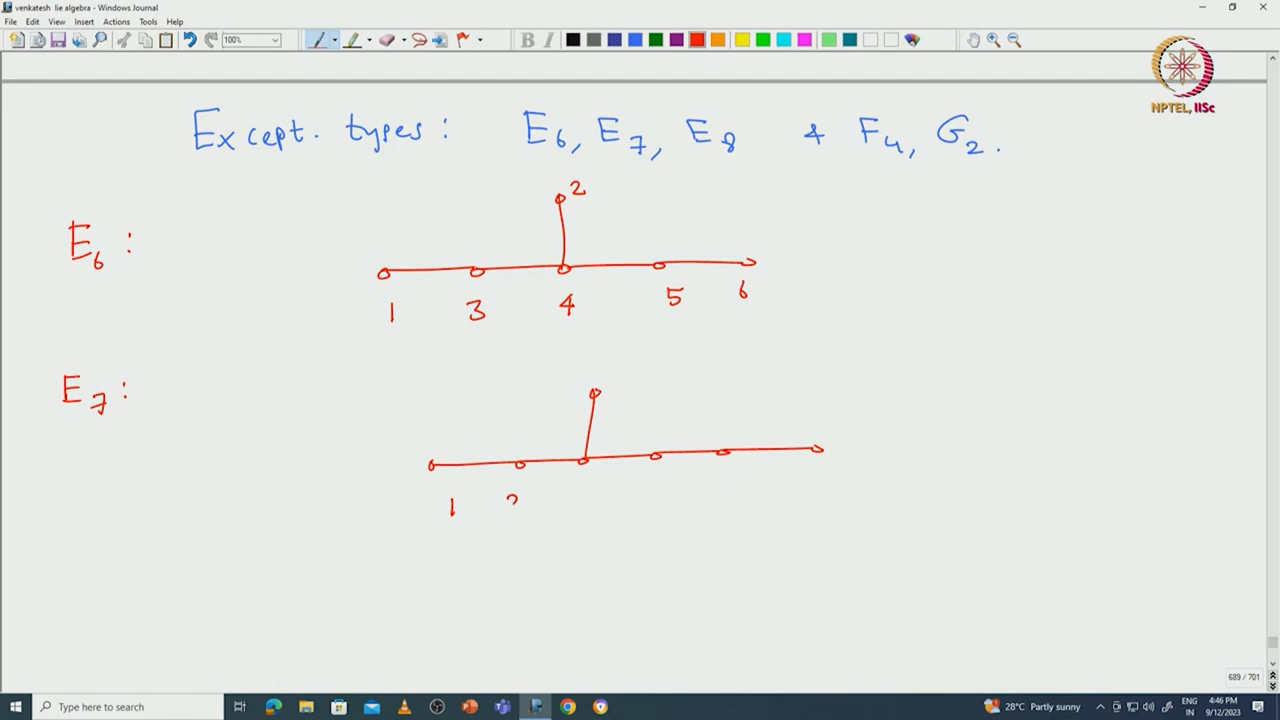 venkatesh lie algebra - Windows Journal
File Edit View Insert Actions Tools Help
100%
B I
NPTEL, IISc
Except. types : E6, E7, E8 & F4, G2.
E6 :
2
1 3 4 5 6
E7 :
1
689 / 701
Type here to search
28°C Partly sunny
ENG
IN
4:46 PM
9/12/2023